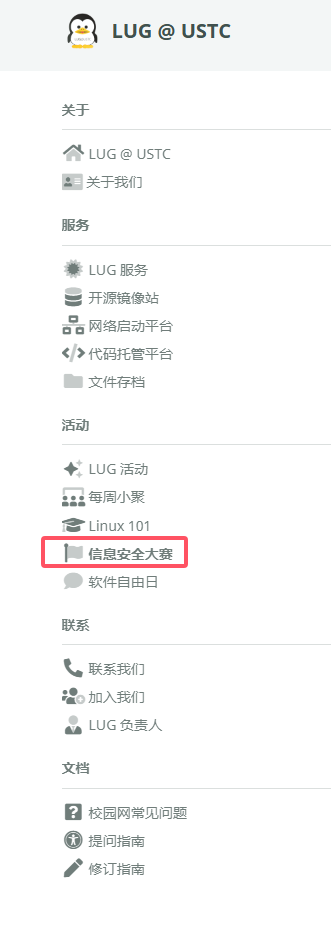 LUG @ USTC
关于
LUG @ USTC
关于我们
服务
LUG 服务
开源镜像站
网络启动平台
代码托管平台
文件存档
活动
LUG 活动
每周小聚
Linux 101
信息安全大赛
软件自由日
联系
联系我们
加入我们
LUG 负责人
文档
校园网常见问题
提问指南
修订指南